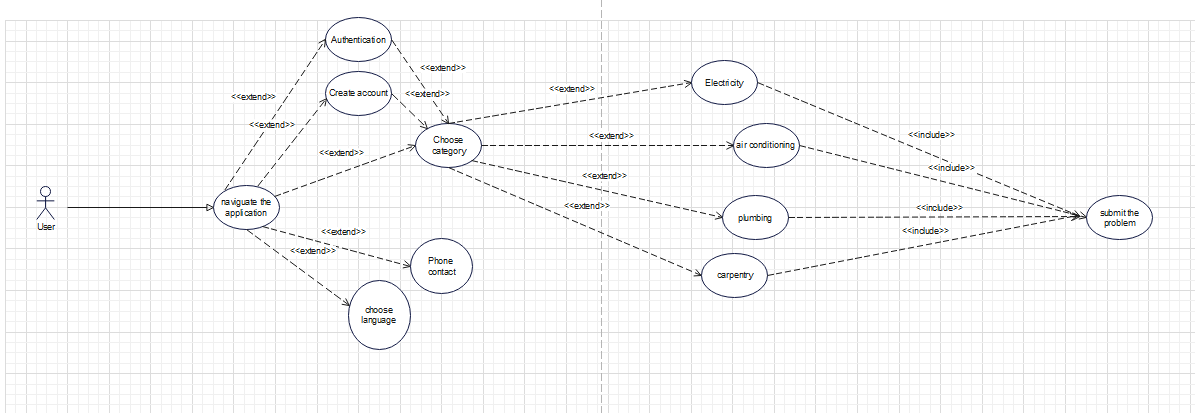 Authentication
<<extend>>
Electricity
<<extend>>
Create account
<<extend>>
<<extend>>
<<extend>>
<<include>>
<<extend>>
Choose
category
air conditioning
<<extend>>
<<include>>
<<extend>>
naviguate the
application
<<extend>>
<<include>>
plumbing
submit the
problem
User
<<extend>>
<<include>>
<<extend>>
Phone
contact
carpentry
choose
language